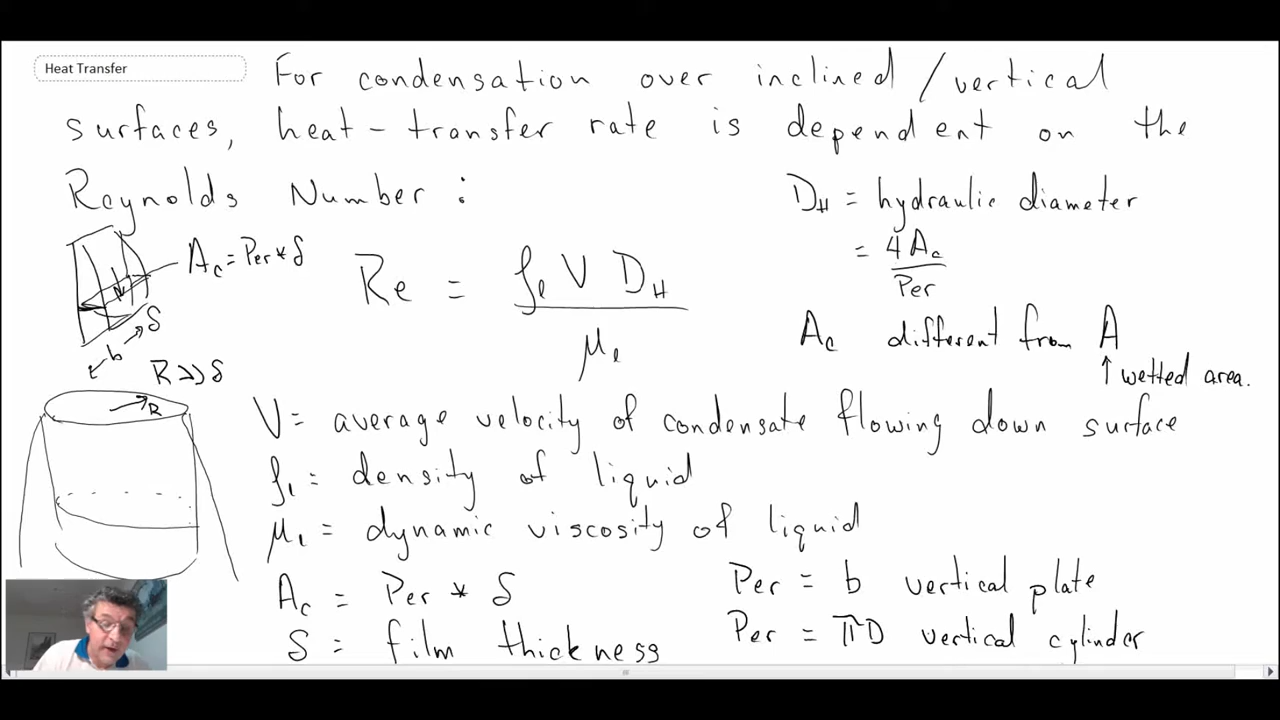 Heat Transfer
For condensation over inclined / vertical
surfaces, heat-transfer rate is dependent on the
Reynolds Number :
D_H = hydraulic diameter
= 4A_c / Per
A_c = Per * δ
Re = ρ_l V D_H / μ_l
A_c different from A
↑ wetted area.
δ
b
R >> δ
R
V = average velocity of condensate flowing down surface
ρ_l = density of liquid
μ_l = dynamic viscosity of liquid
A_c = Per * δ
Per = b vertical plate
δ = film thickness
Per = πD vertical cylinder